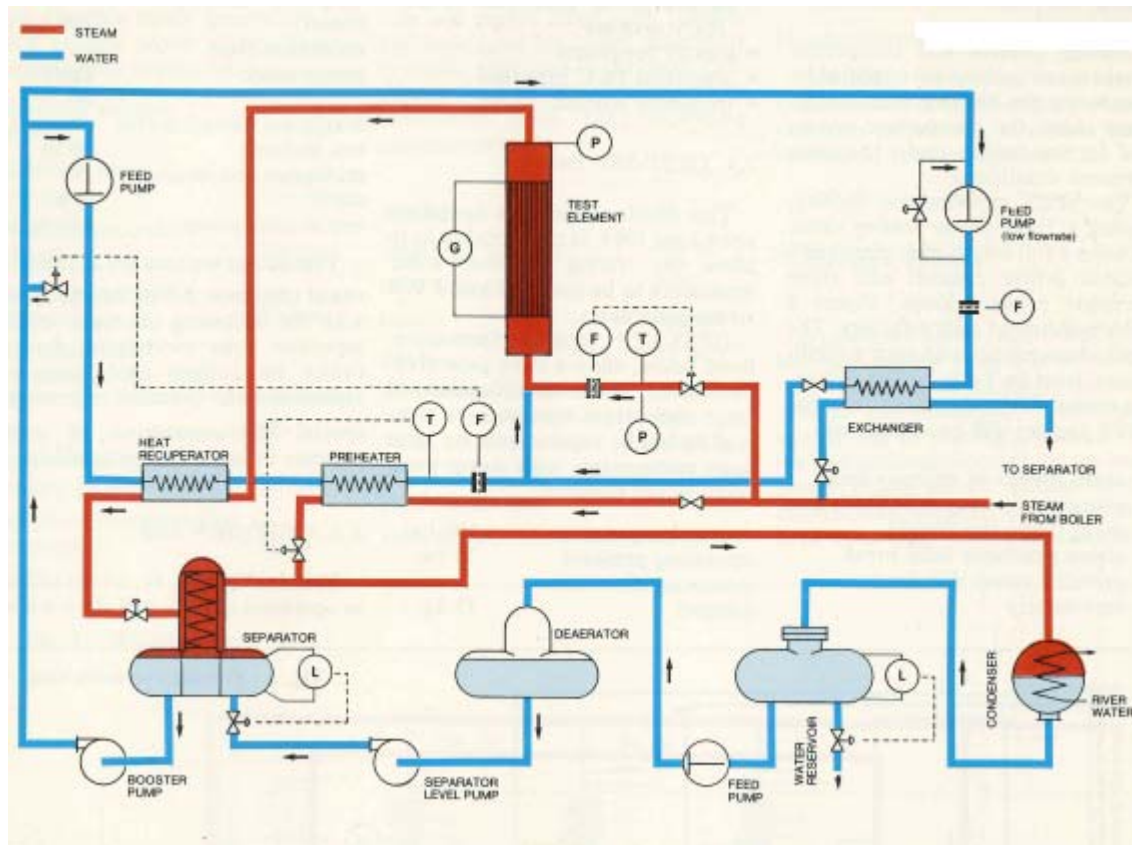 STEAM
WATER
FEED
PUMP
P
TEST
ELEMENT
G
FEED
PUMP
(low flowrate)
F
F
T
P
EXCHANGER
T
F
HEAT
RECUPERATOR
PREHEATER
TO SEPARATOR
STEAM
FROM BOILER
SEPARATOR
L
DEAERATOR
L
CONDENSER
RIVER
WATER
WATER
RESERVOIR
BOOSTER
PUMP
SEPARATOR
LEVEL PUMP
FEED
PUMP